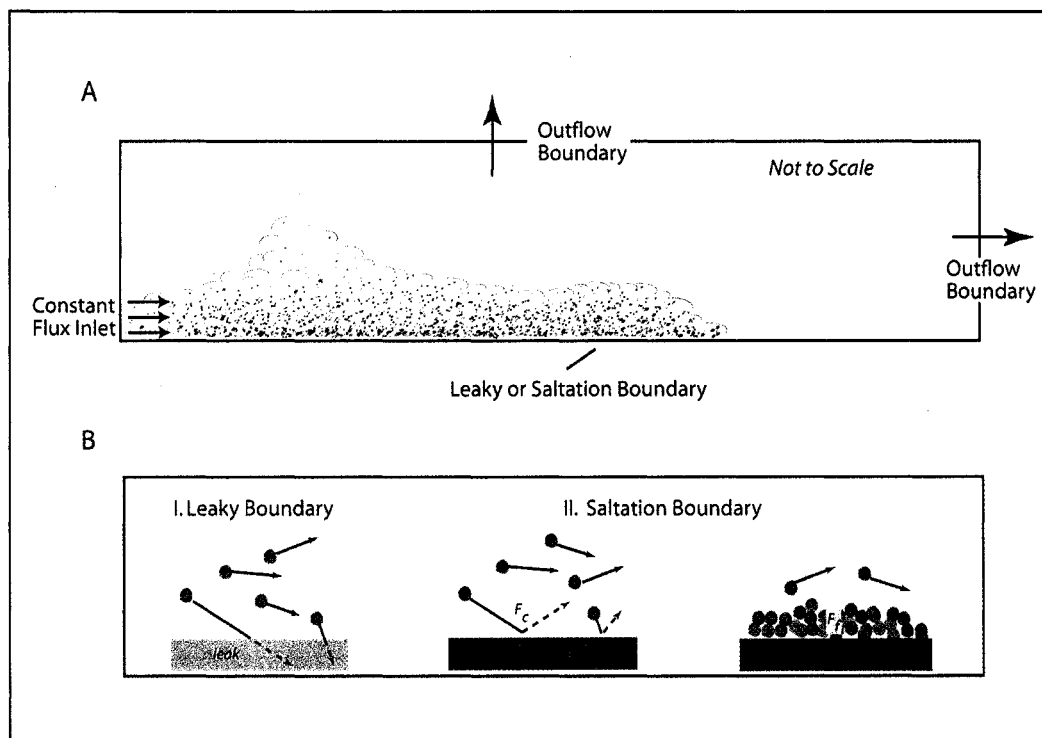 A
Outflow
Boundary
Not to Scale
Outflow
Boundary
Constant
Flux Inlet
Leaky or Saltation Boundary
B
I. Leaky Boundary
II. Saltation Boundary
leak
Fc